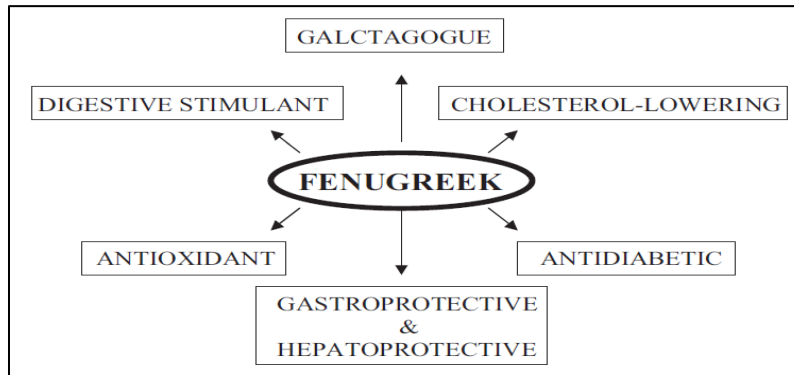 GALCTAGOGUE
DIGESTIVE STIMULANT
CHOLESTEROL-LOWERING
FENUGREEK
ANTIOXIDANT
ANTIDIABETIC
GASTROPROTECTIVE
&
HEPATOPROTECTIVE